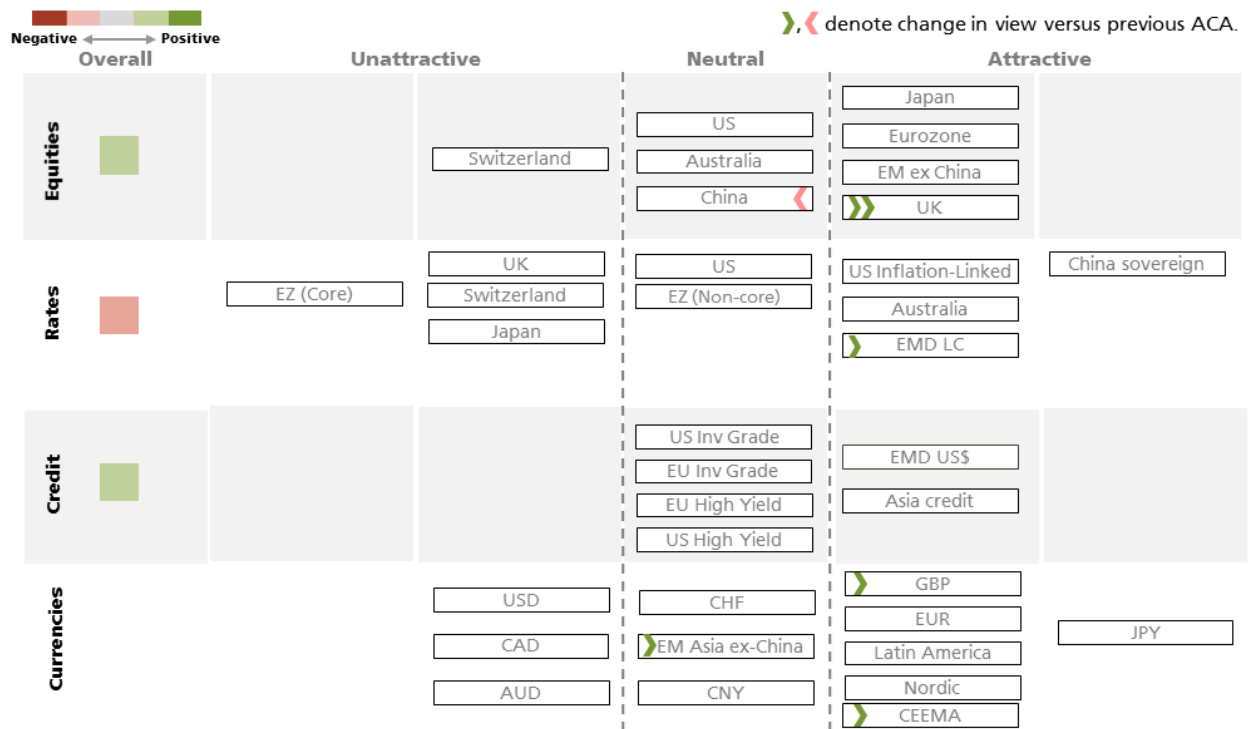 Negative Positive
❯,❮ denote change in view versus previous ACA.
Overall Unattractive Neutral Attractive
Equities
Switzerland
US
Australia
China
Japan
Eurozone
EM ex China
UK
Rates
EZ (Core)
UK
Switzerland
Japan
US
EZ (Non-core)
US Inflation-Linked
Australia
EMD LC
China sovereign
Credit
US Inv Grade
EU Inv Grade
EU High Yield
US High Yield
EMD US$
Asia credit
Currencies
USD
CAD
AUD
CHF
EM Asia ex-China
CNY
GBP
EUR
Latin America
Nordic
CEEMA
JPY